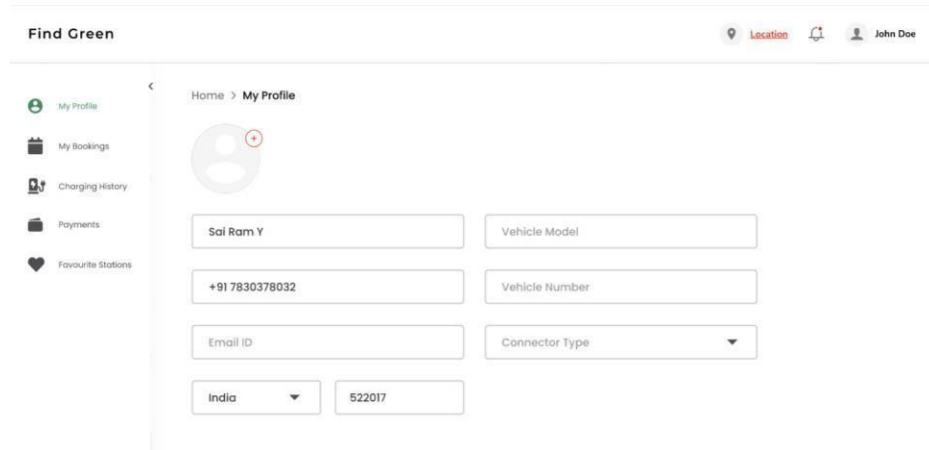 Find Green
Location
John Doe
My Profile
My Bookings
Charging History
Payments
Favourite Stations
Home > My Profile
Sai Ram Y
Vehicle Model
+91 7830378032
Vehicle Number
Email ID
Connector Type
India
522017